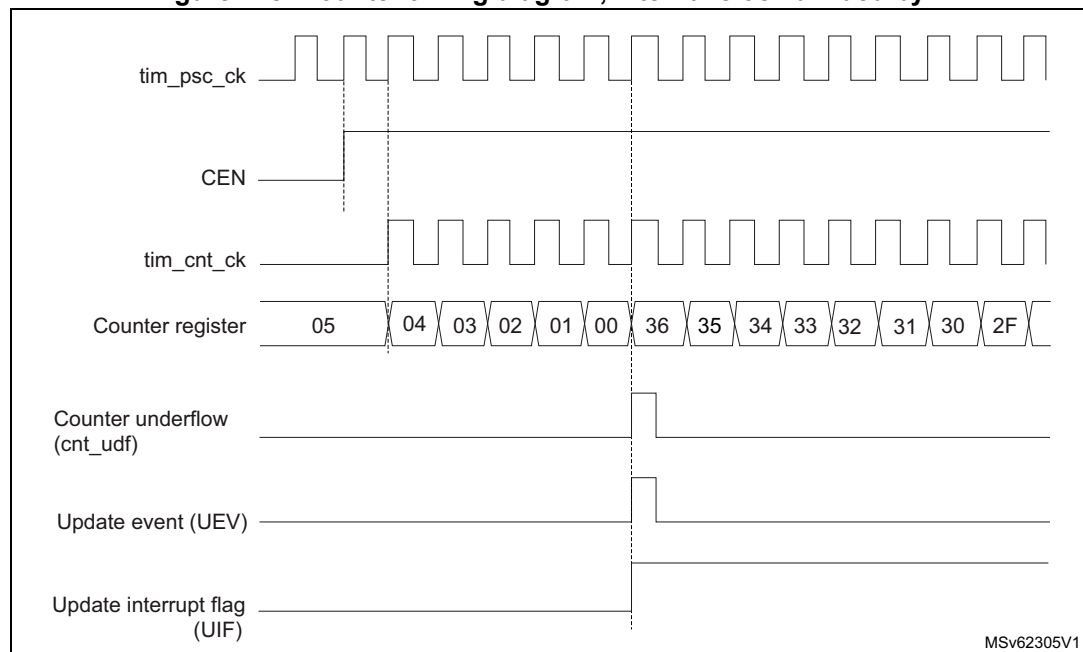 tim_psc_ck
CEN
tim_cnt_ck
Counter register 05 04 03 02 01 00 36 35 34 33 32 31 30 2F
Counter underflow
(cnt_udf)
Update event (UEV)
Update interrupt flag
(UIF)
MSv62305V1